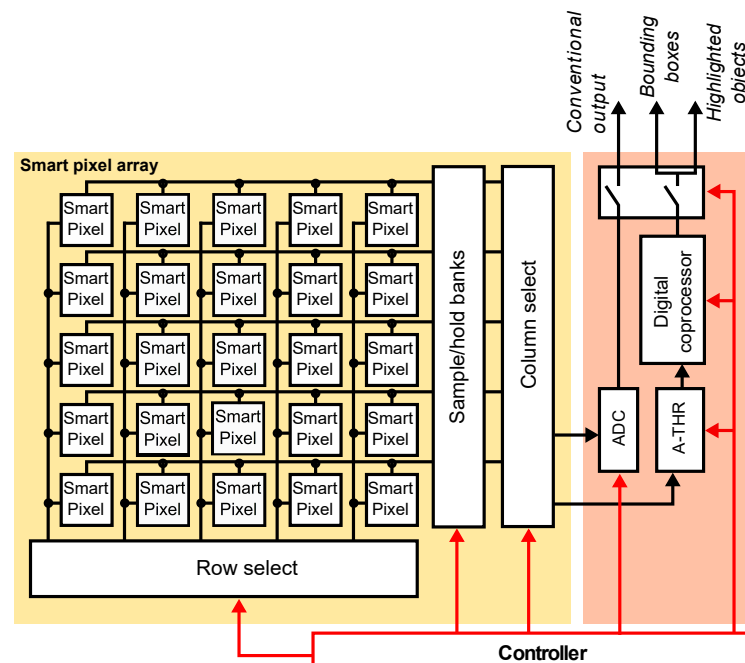 Conventional
output
Bounding
boxes
Highlighted
objects
Smart pixel array
Smart
Pixel
Smart
Pixel
Smart
Pixel
Smart
Pixel
Smart
Pixel
Smart
Pixel
Smart
Pixel
Smart
Pixel
Smart
Pixel
Smart
Pixel
Smart
Pixel
Smart
Pixel
Smart
Pixel
Smart
Pixel
Smart
Pixel
Smart
Pixel
Smart
Pixel
Smart
Pixel
Smart
Pixel
Smart
Pixel
Smart
Pixel
Smart
Pixel
Smart
Pixel
Smart
Pixel
Smart
Pixel
Sample/hold banks
Column select
Digital
coprocessor
ADC
A-THR
Row select
Controller